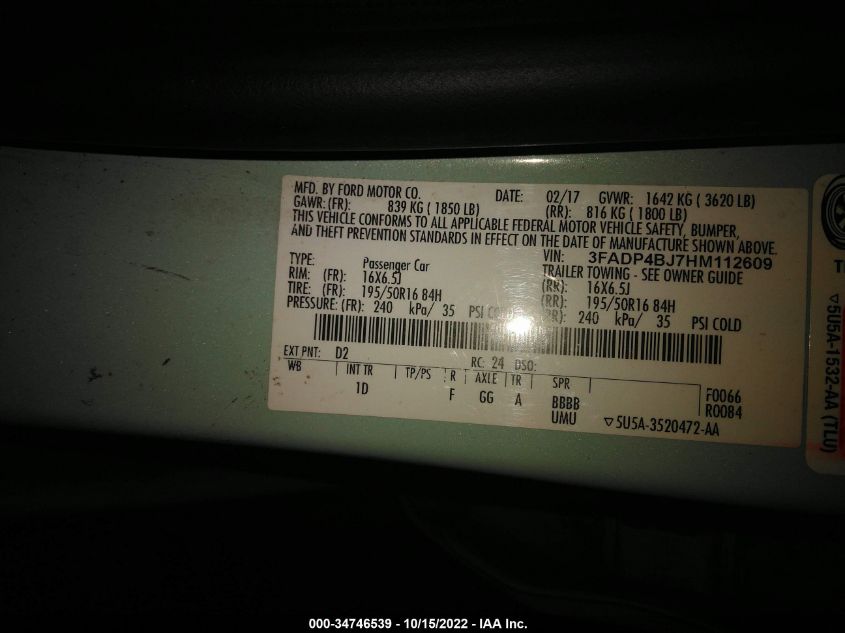 MFD. BY FORD MOTOR CO. DATE: 02/17 GVWR: 1642 KG ( 3620 LB)
GAWR: (FR): 839 KG ( 1850 LB) (RR): 816 KG ( 1800 LB)
THIS VEHICLE CONFORMS TO ALL APPLICABLE FEDERAL MOTOR VEHICLE SAFETY, BUMPER,
AND THEFT PREVENTION STANDARDS IN EFFECT ON THE DATE OF MANUFACTURE SHOWN ABOVE.
VIN: 3FADP4BJ7HM112609
TYPE: Passenger Car TRAILER TOWING - SEE OWNER GUIDE
RIM: (FR): 16X6.5J (RR): 16X6.5J
TIRE: (FR): 195/50R16 84H (RR): 195/50R16 84H
PRESSURE: (FR): 240 kPa/ 35 PSI COLD 240 kPa/ 35 PSI COLD
EXT PNT: D2 RC: 24 DSO:
WB INT TR TP/PS R AXLE TR SPR
1D F GG A BBBB
UMU
F0066
R0084
▽5U5A-3520472-AA
▽5U5A-1532-AA (TLU)
000-34746539 - 10/15/2022 - IAA Inc.